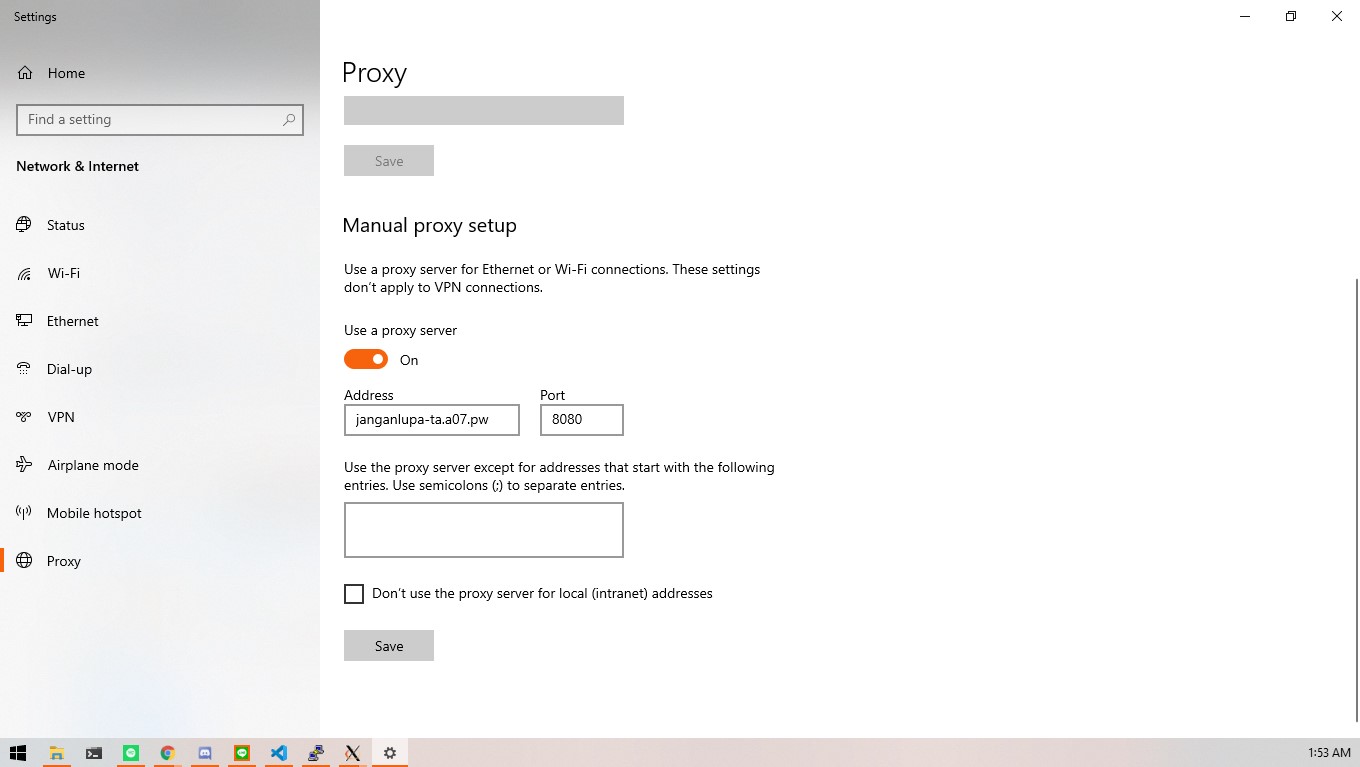 Settings
Home
Find a setting
Network & Internet
Status
Wi-Fi
Ethernet
Dial-up
VPN
Airplane mode
Mobile hotspot
Proxy
Proxy
Save
Manual proxy setup
Use a proxy server for Ethernet or Wi-Fi connections. These settings
don't apply to VPN connections.
Use a proxy server
On
Address
Port
janganlupa-ta.a07.pw
8080
Use the proxy server except for addresses that start with the following
entries. Use semicolons (;) to separate entries.
Don't use the proxy server for local (intranet) addresses
Save
1:53 AM